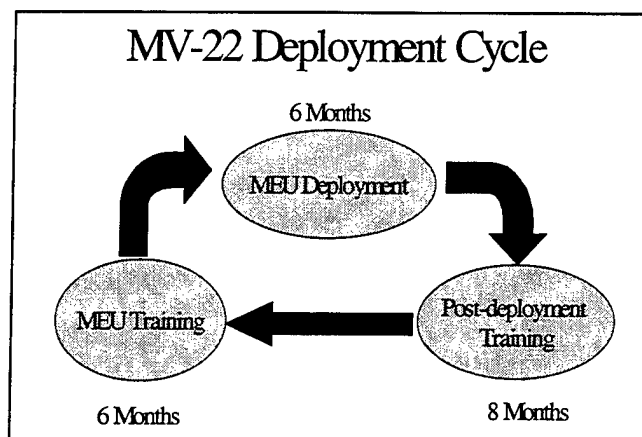 MV-22 Deployment Cycle
6 Months
MEU Deployment
MEU Training
Post-deployment
Training
6 Months
8 Months